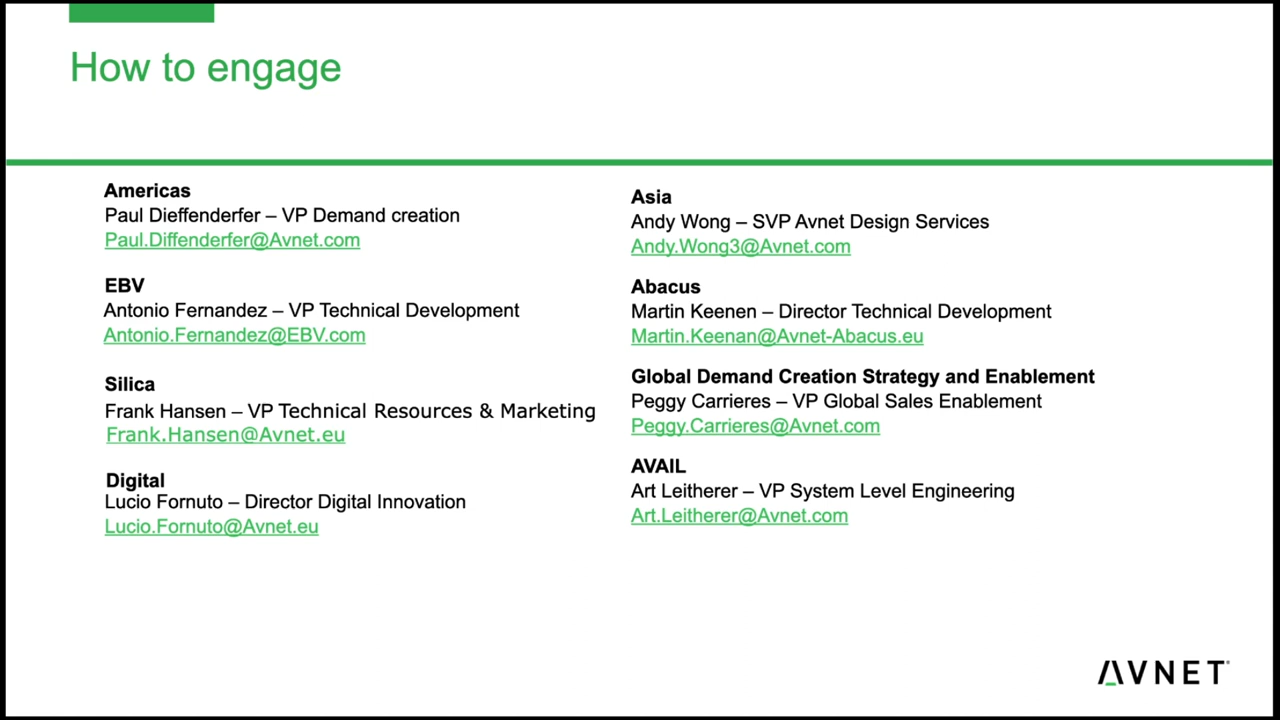 How to engage
Americas
Paul Dieffenderfer – VP Demand creation
Paul.Diffenderfer@Avnet.com
EBV
Antonio Fernandez – VP Technical Development
Antonio.Fernandez@EBV.com
Silica
Frank Hansen – VP Technical Resources & Marketing
Frank.Hansen@Avnet.eu
Digital
Lucio Fornuto – Director Digital Innovation
Lucio.Fornuto@Avnet.eu
Asia
Andy Wong – SVP Avnet Design Services
Andy.Wong3@Avnet.com
Abacus
Martin Keenen – Director Technical Development
Martin.Keenan@Avnet-Abacus.eu
Global Demand Creation Strategy and Enablement
Peggy Carrieres – VP Global Sales Enablement
Peggy.Carrieres@Avnet.com
AVAIL
Art Leitherer – VP System Level Engineering
Art.Leitherer@Avnet.com
AVNET